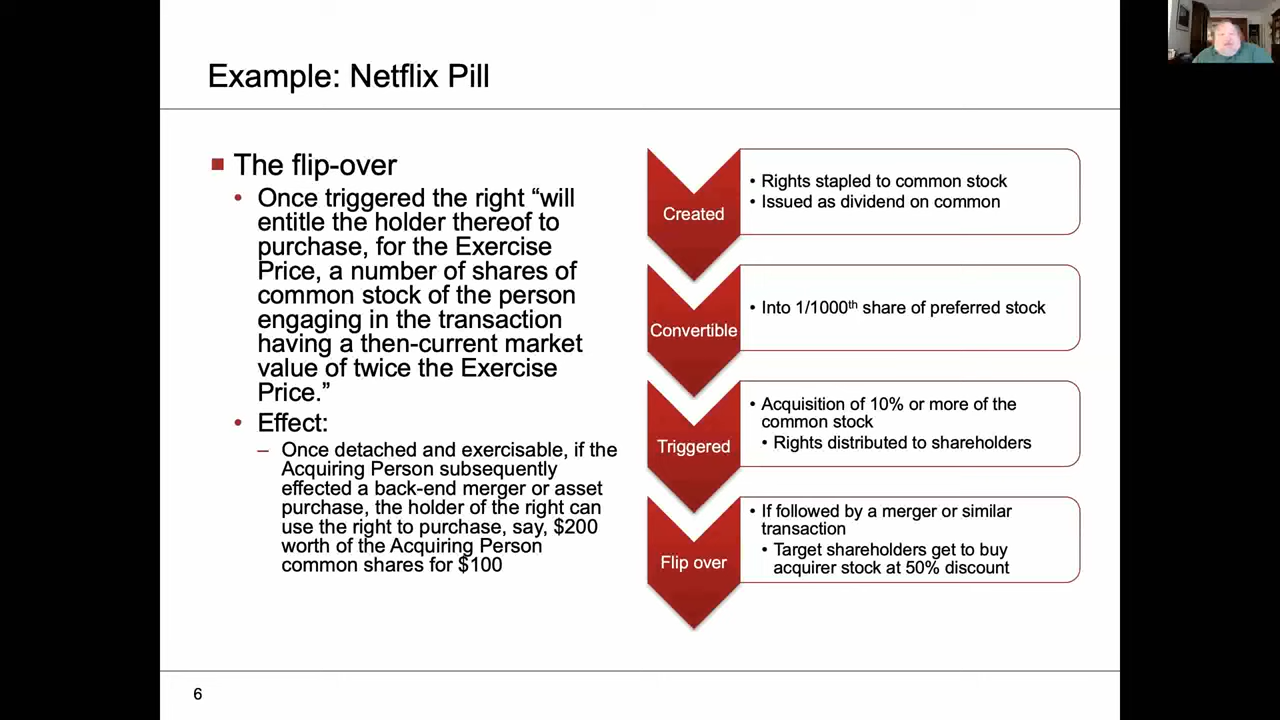 Example: Netflix Pill
The flip-over
• Once triggered the right “will
entitle the holder thereof to
purchase, for the Exercise
Price, a number of shares of
common stock of the person
engaging in the transaction
having a then-current market
value of twice the Exercise
Price.”
• Effect:
– Once detached and exercisable, if the
Acquiring Person subsequently
effected a back-end merger or asset
purchase, the holder of the right can
use the right to purchase, say, $200
worth of the Acquiring Person
common shares for $100
Created
• Rights stapled to common stock
• Issued as dividend on common
Convertible
• Into 1/1000th share of preferred stock
Triggered
• Acquisition of 10% or more of the
common stock
• Rights distributed to shareholders
Flip over
• If followed by a merger or similar
transaction
• Target shareholders get to buy
acquirer stock at 50% discount
6